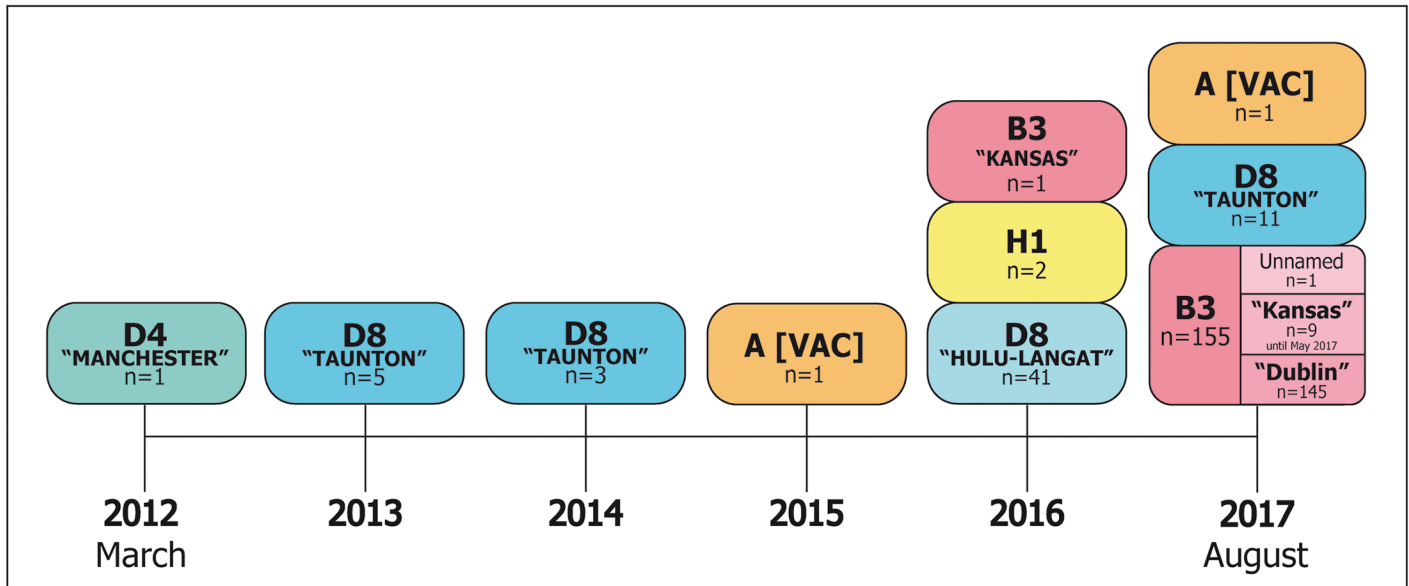 D4
“MANCHESTER”
n=1
D8
“TAUNTON”
n=5
D8
“TAUNTON”
n=3
A [VAC]
n=1
B3
“KANSAS”
n=1
H1
n=2
D8
“HULU-LANGAT”
n=41
A [VAC]
n=1
D8
“TAUNTON”
n=11
B3
n=155
Unnamed
n=1
“Kansas”
n=9
until May 2017
“Dublin”
n=145
2012
March
2013
2014
2015
2016
2017
August